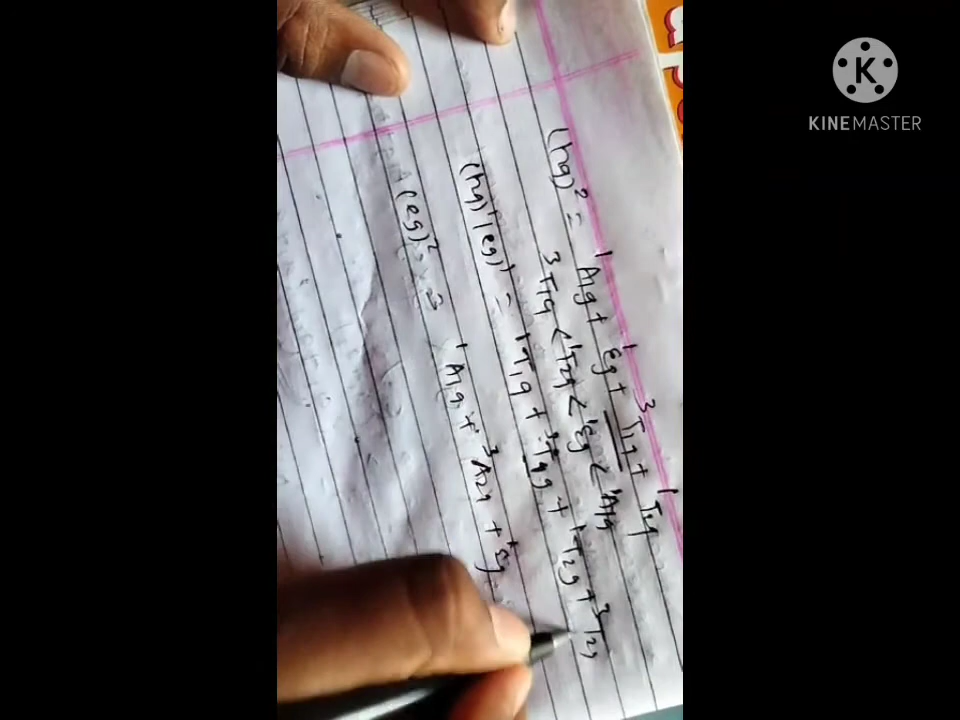 (t2g)² = ¹A1g + ¹Eg + ³T1g + ¹T2g
³T1g < ¹T2g < ¹Eg < ¹A1g
(t2g)¹(eg)¹ = ¹T1g + ³T1g + ¹T2g + ³T2g
(eg)² = ¹A1g + ³A2g + ¹Eg
KINEMASTER